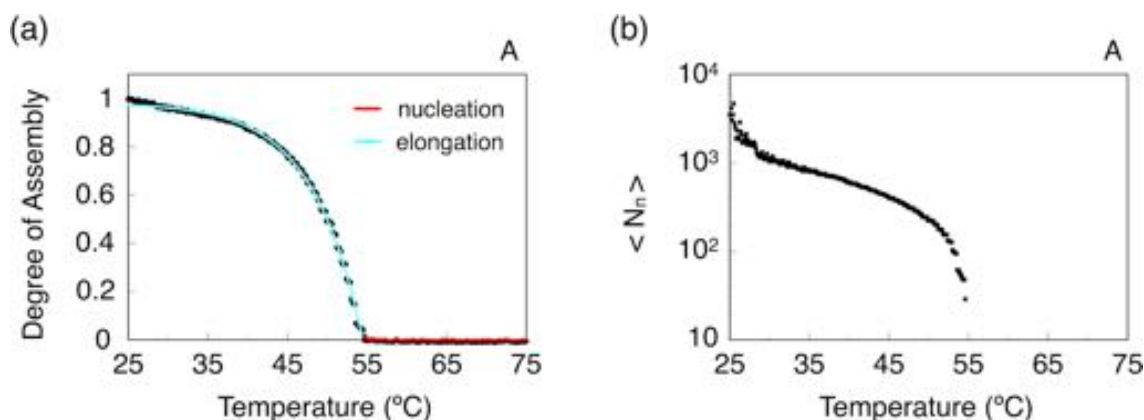 (a)
A
Degree of Assembly
1
0.8
0.6
0.4
0.2
0
nucleation
elongation
25 35 45 55 65 75
Temperature (ºC)
(b)
A
< Nₙ >
10⁴
10³
10²
10
25 35 45 55 65 75
Temperature (ºC)